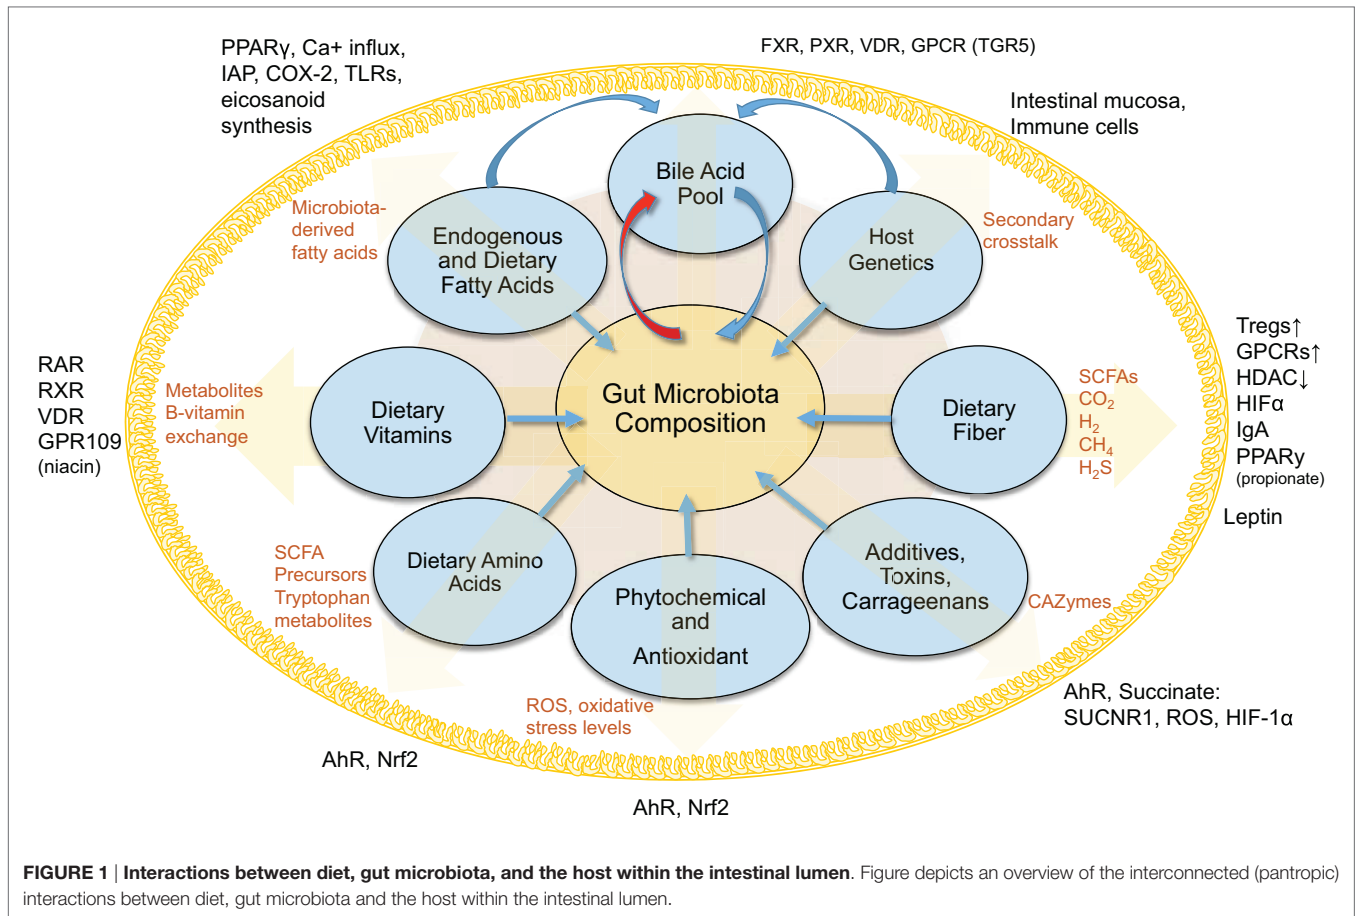 PPARγ, Ca+ influx,
IAP, COX-2, TLRs,
eicosanoid
synthesis
FXR, PXR, VDR, GPCR (TGR5)
Intestinal mucosa,
Immune cells
Bile Acid
Pool
Microbiota-
derived
fatty acids
Endogenous
and Dietary
Fatty Acids
Host
Genetics
Secondary
crosstalk
RAR
RXR
VDR
GPR109
(niacin)
Metabolites
B-vitamin
exchange
Dietary
Vitamins
Gut Microbiota
Composition
Dietary
Fiber
SCFAs
CO₂
H₂
CH₄
H₂S
Tregs↑
GPCRs↑
HDAC↓
HIFα
IgA
PPARy
(propionate)
Leptin
SCFA
Precursors
Tryptophan
metabolites
Dietary Amino
Acids
Phytochemical
and
Antioxidant
Additives,
Toxins,
Carrageenans
CAZymes
ROS, oxidative
stress levels
AhR, Succinate:
SUCNR1, ROS, HIF-1α
AhR, Nrf2
AhR, Nrf2
FIGURE 1 | Interactions between diet, gut microbiota, and the host within the intestinal lumen. Figure depicts an overview of the interconnected (pantropic)
interactions between diet, gut microbiota and the host within the intestinal lumen.